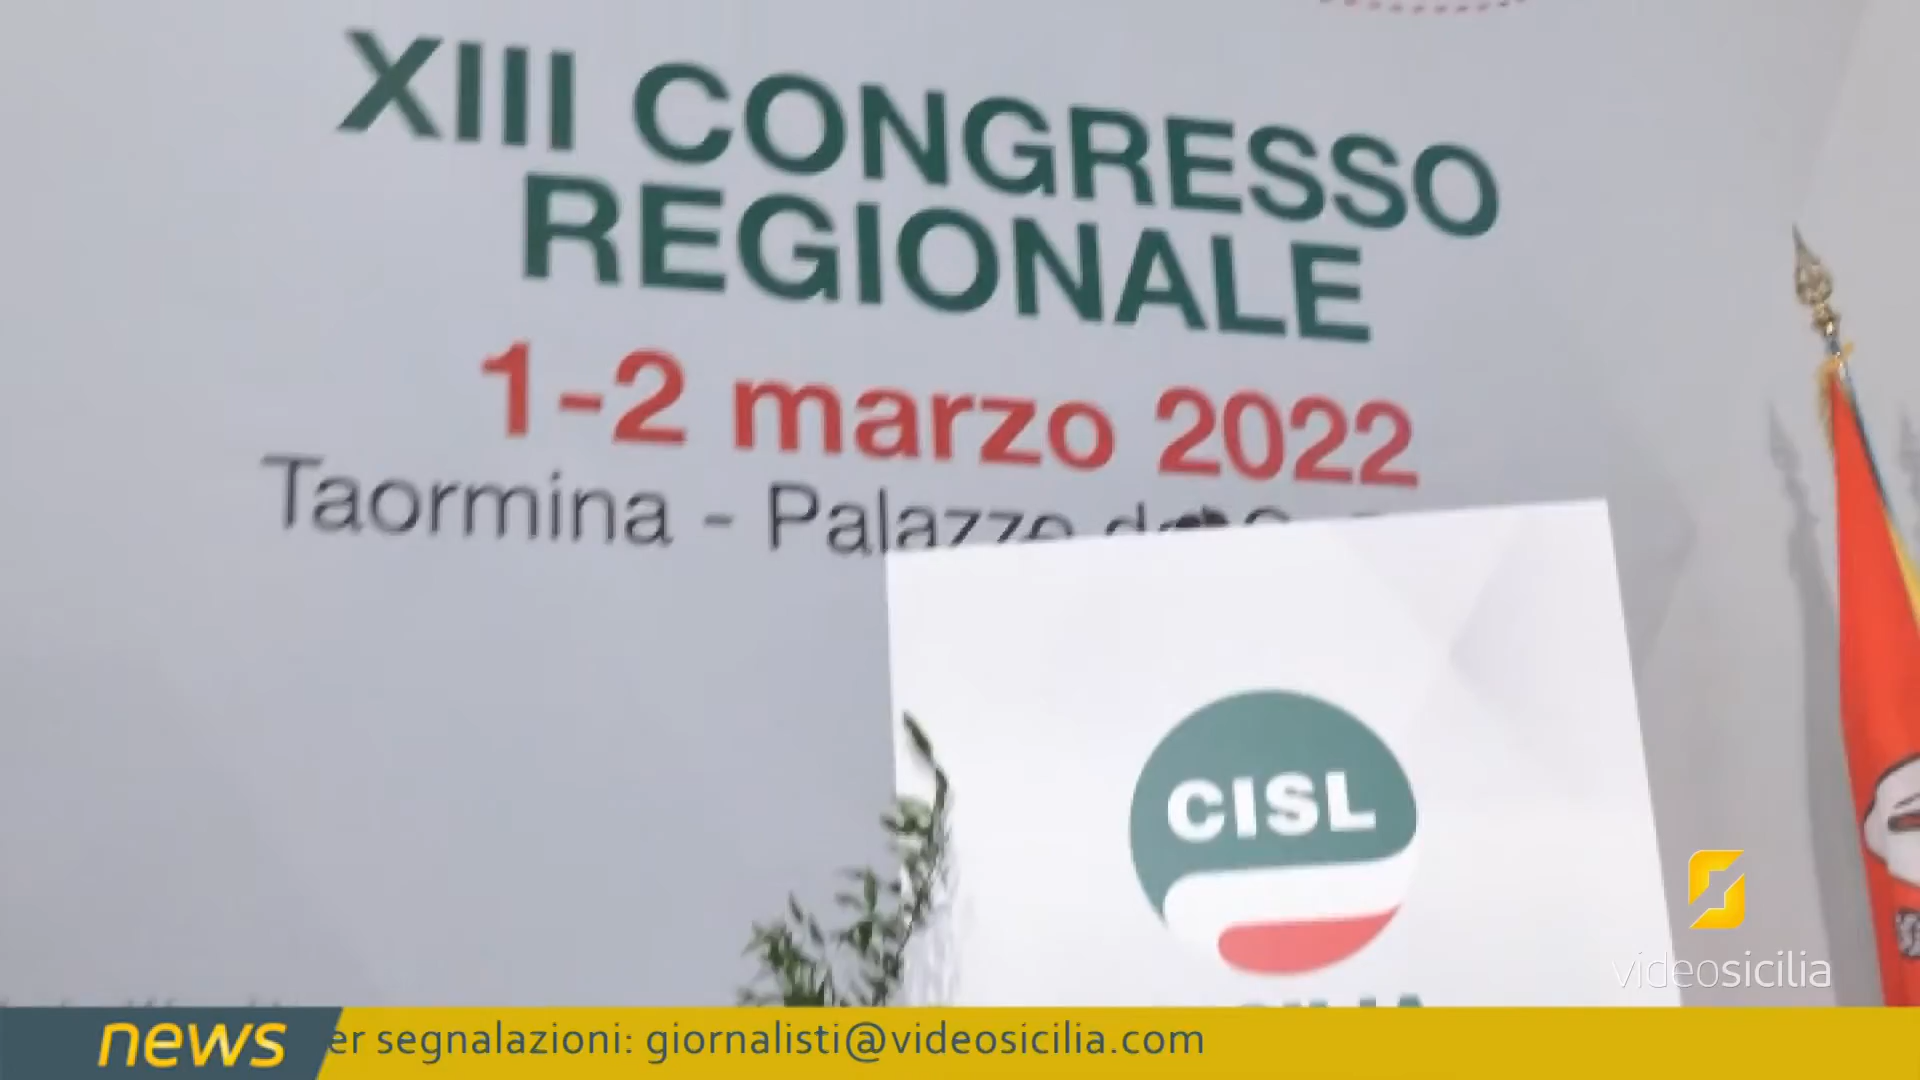 XIII CONGRESSO
REGIONALE
1-2 marzo 2022
Taormina - Palazzo
CISL
videosicilia
news er segnalazioni: giornalisti@videosicilia.com